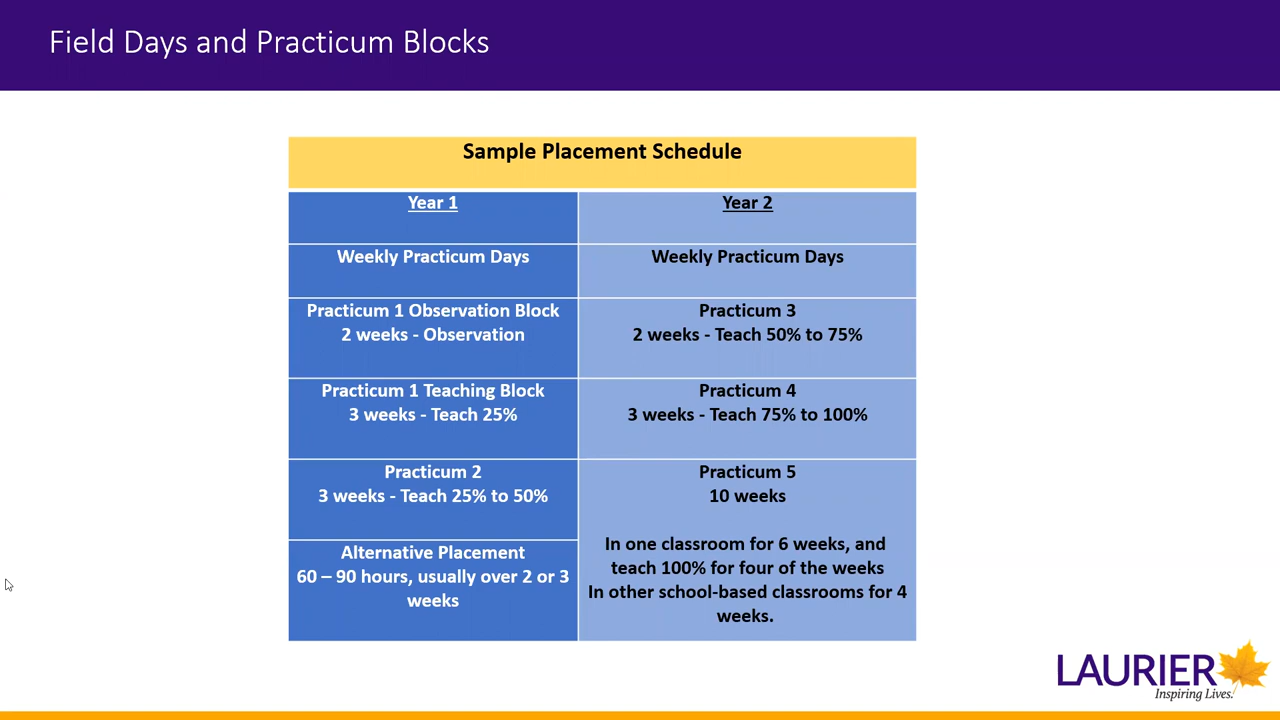 Field Days and Practicum Blocks
Sample Placement Schedule
Year 1
Year 2
Weekly Practicum Days
Weekly Practicum Days
Practicum 1 Observation Block
2 weeks - Observation
Practicum 3
2 weeks - Teach 50% to 75%
Practicum 1 Teaching Block
3 weeks - Teach 25%
Practicum 4
3 weeks - Teach 75% to 100%
Practicum 2
3 weeks - Teach 25% to 50%
Practicum 5
10 weeks
In one classroom for 6 weeks, and
teach 100% for four of the weeks
In other school-based classrooms for 4
weeks.
Alternative Placement
60 – 90 hours, usually over 2 or 3
weeks
LAURIER
Inspiring Lives.